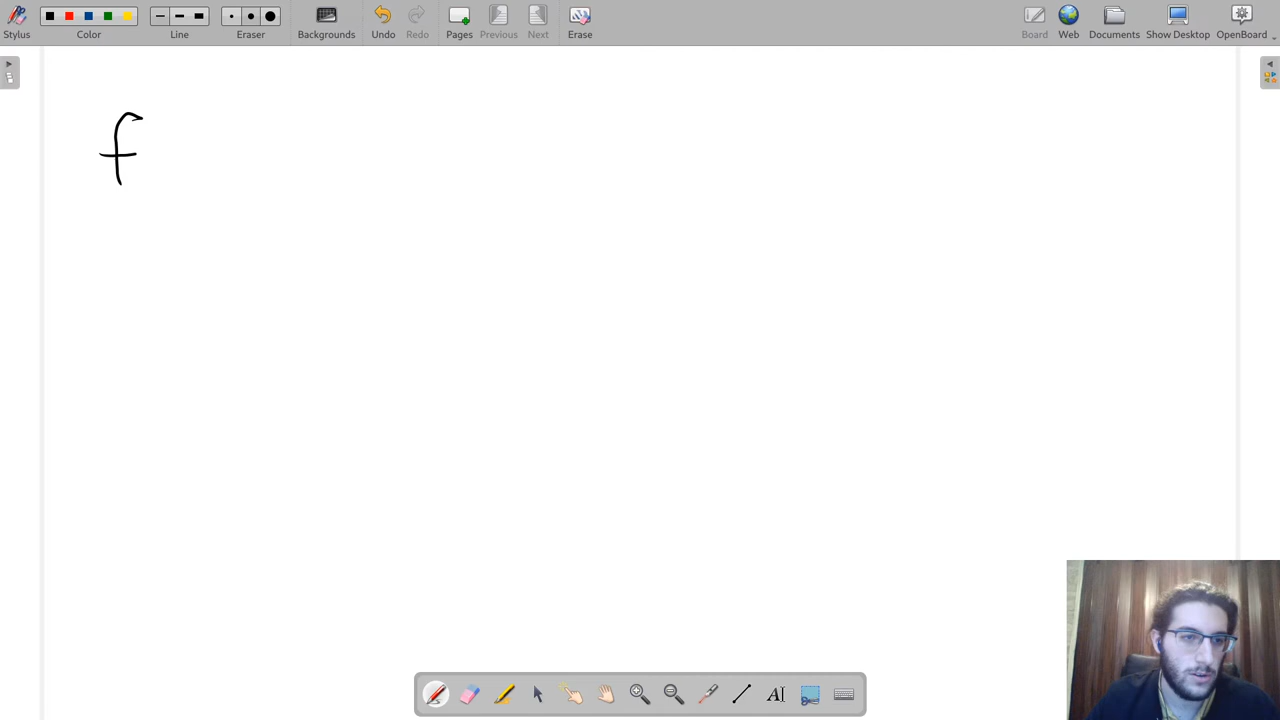 Stylus
Color
Line
Eraser
Backgrounds
Undo
Redo
Pages
Previous
Next
Erase
Board
Web
Documents
Show Desktop
OpenBoard
f
A